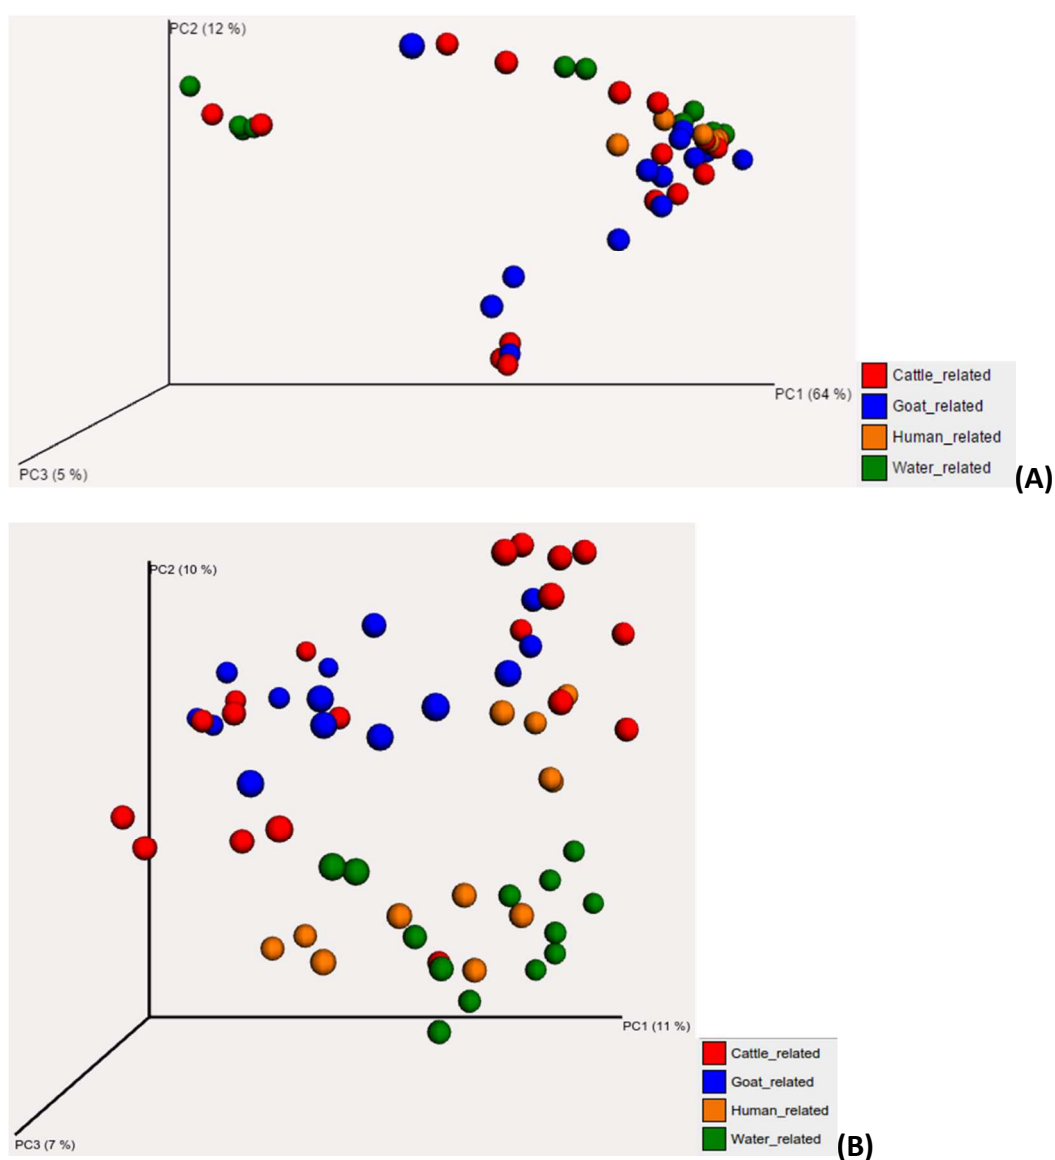 PC2 (12 %)
PC1 (64 %)
PC3 (5 %)
Cattle_related
Goat_related
Human_related
Water_related
(A)
PC2 (10 %)
PC1 (11 %)
PC3 (7 %)
Cattle_related
Goat_related
Human_related
Water_related
(B)